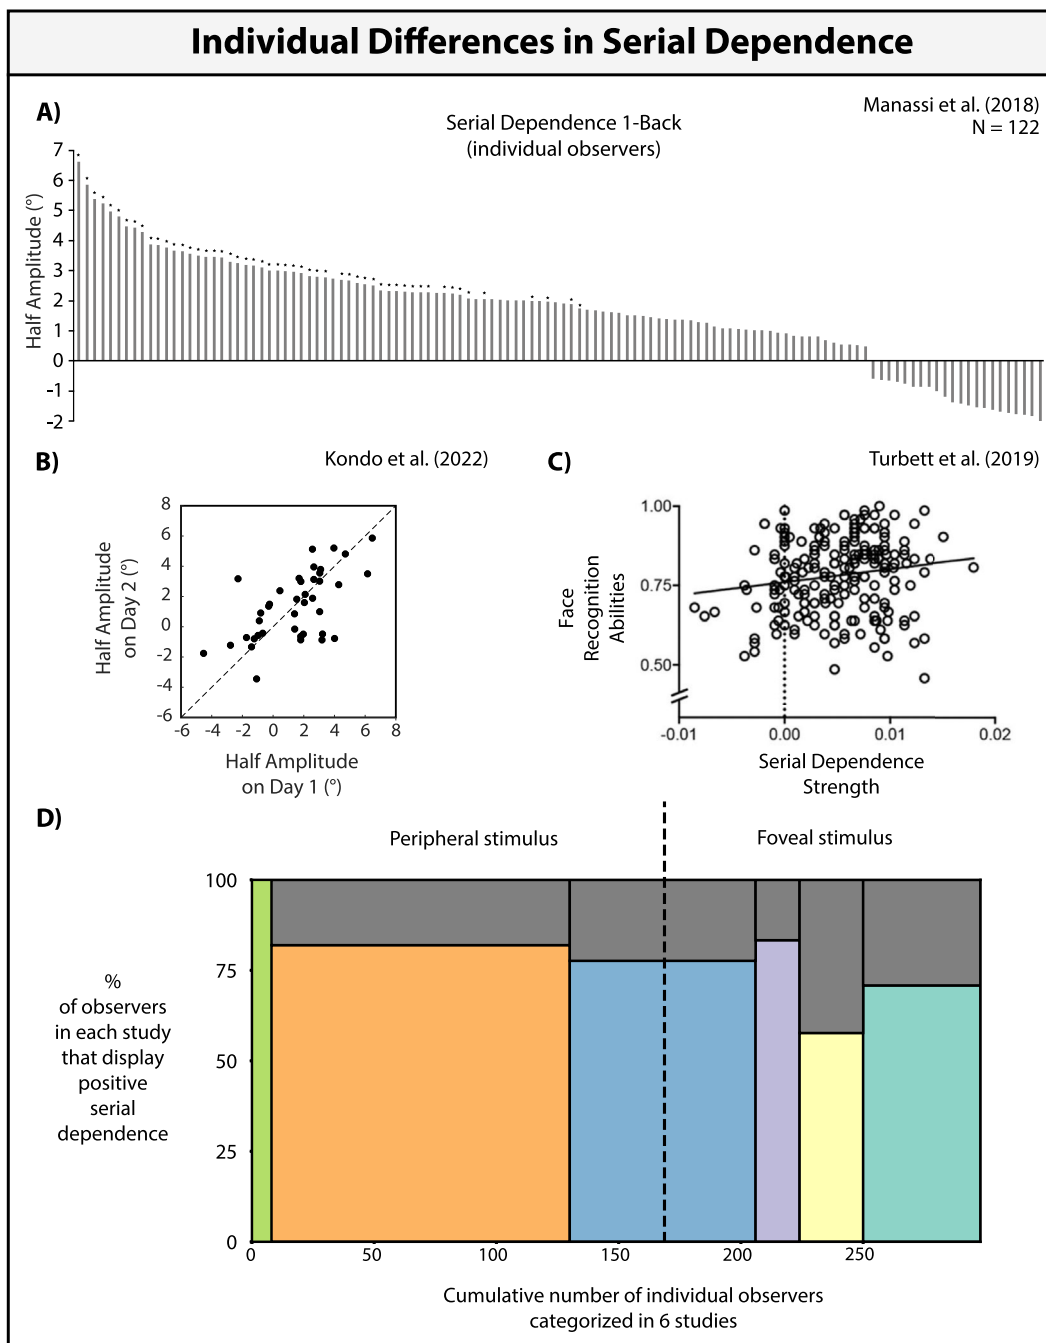 Individual Differences in Serial Dependence
A)
Manassi et al. (2018)
N = 122
Serial Dependence 1-Back
(individual observers)
Half Amplitude (°)
7
6
5
4
3
2
1
0
-1
-2
B)
Kondo et al. (2022)
Half Amplitude
on Day 2 (°)
8
6
4
2
0
-2
-4
-6
-6 -4 -2 0 2 4 6 8
Half Amplitude
on Day 1 (°)
C)
Turbett et al. (2019)
Face
Recognition
Abilities
1.00
0.75
0.50
-0.01 0.00 0.01 0.02
Serial Dependence
Strength
D)
Peripheral stimulus
Foveal stimulus
%
of observers
in each study
that display
positive
serial
dependence
100
75
50
25
0
0 50 100 150 200 250
Cumulative number of individual observers
categorized in 6 studies